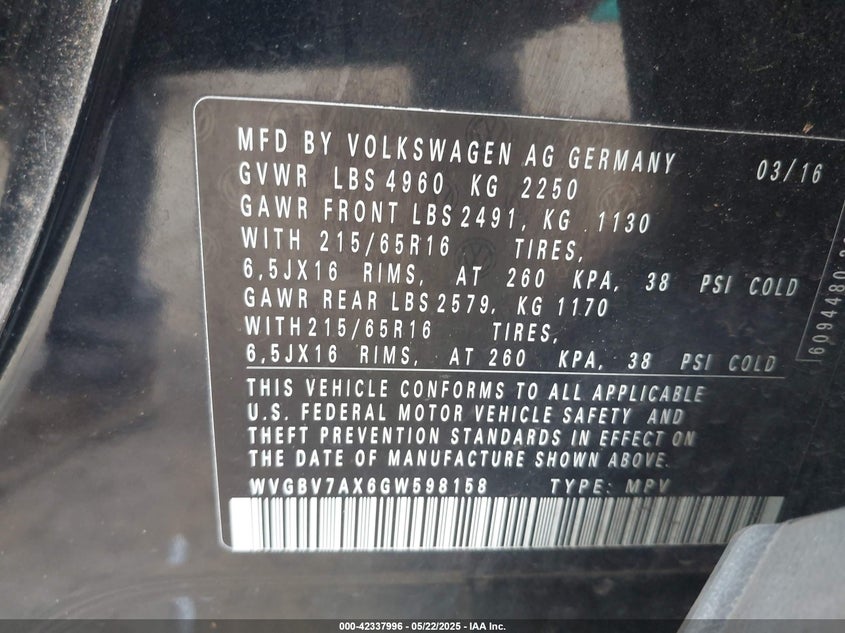 MFD BY VOLKSWAGEN AG GERMANY 03/16
GVWR LBS 4960 KG 2250
GAWR FRONT LBS 2491, KG . 1130
WITH 215/65R16 TIRES,
6,5JX16 RIMS, AT 260 KPA, 38 PSI COLD
GAWR REAR LBS 2579, KG 1170
WITH 215/65R16 TIRES,
6,5JX16 RIMS, AT 260 KPA, 38 PSI COLD
THIS VEHICLE CONFORMS TO ALL APPLICABLE
U.S. FEDERAL MOTOR VEHICLE SAFETY AND
THEFT PREVENTION STANDARDS IN EFFECT ON
THE DATE OF MANUFACTURE SHOWN ABOVE.
WVGBV7AX6GW598158 TYPE: MPV
000-42337996 - 05/22/2025 - IAA Inc.